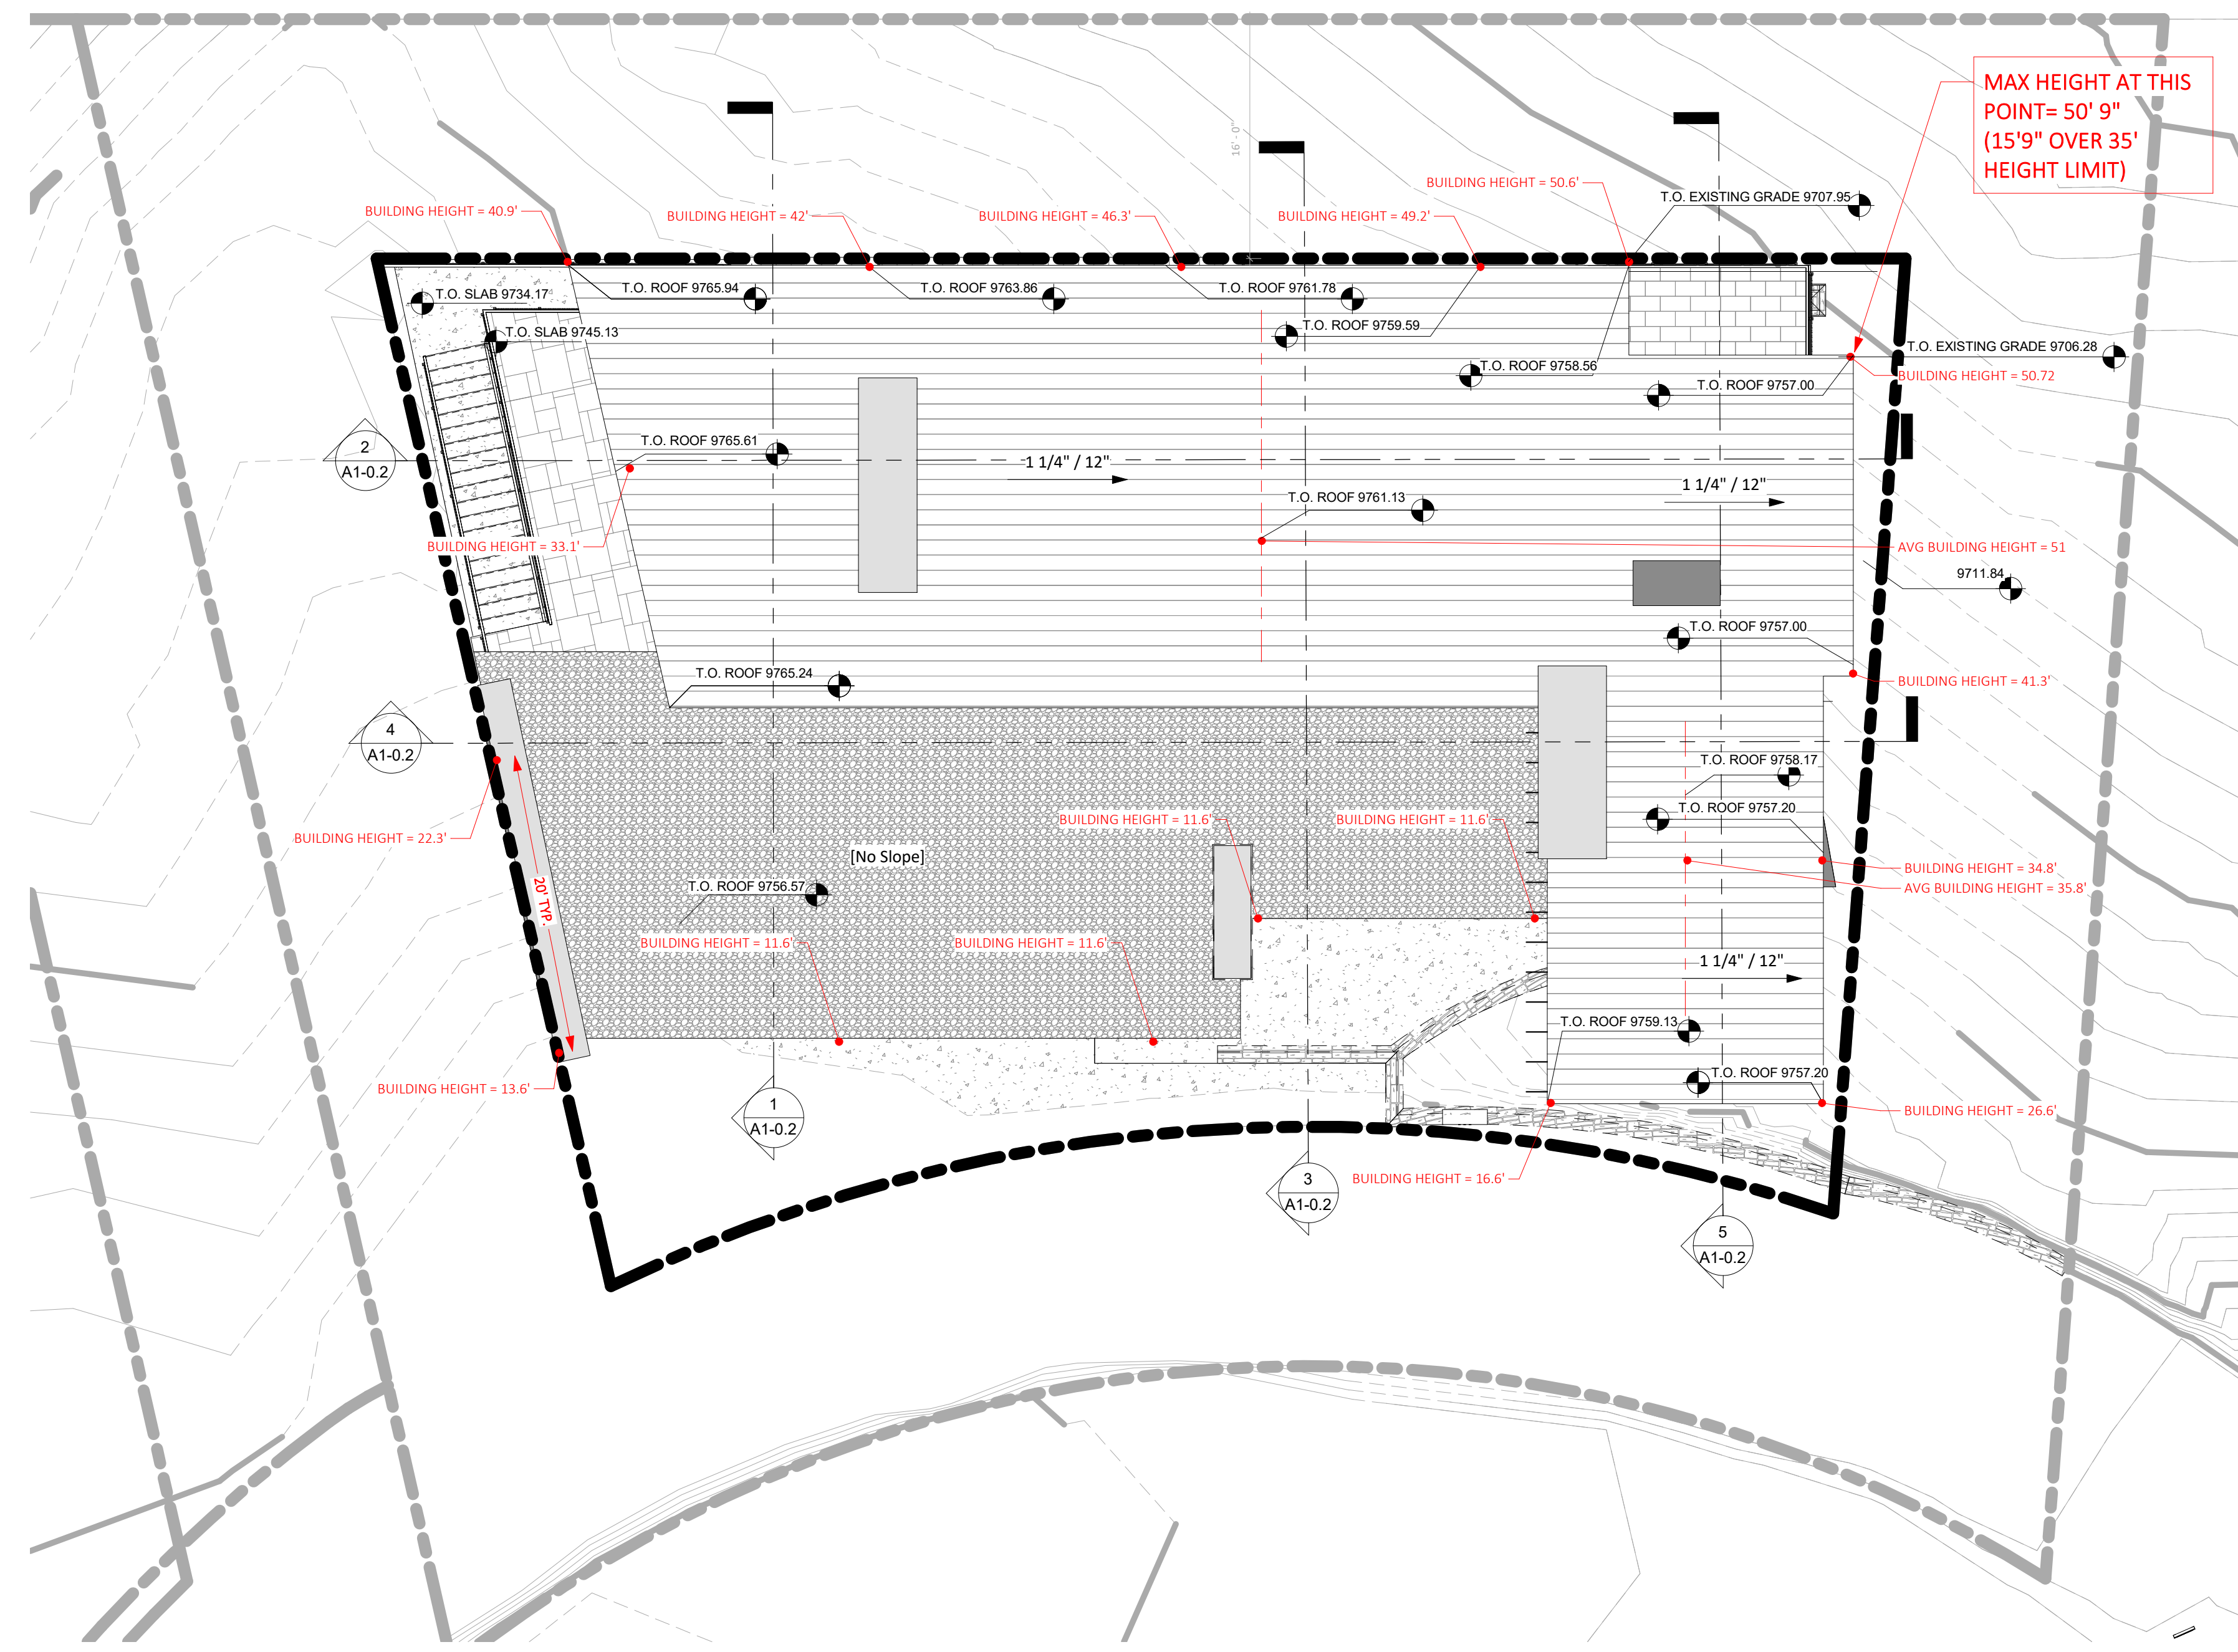 MAX HEIGHT AT THIS
POINT= 50' 9"
(15'9" OVER 35'
HEIGHT LIMIT)
16' - 0"
BUILDING HEIGHT = 50.6'
T.O. EXISTING GRADE 9707.95
BUILDING HEIGHT = 40.9'
BUILDING HEIGHT = 42'
BUILDING HEIGHT = 46.3'
BUILDING HEIGHT = 49.2'
T.O. SLAB 9734.17
T.O. ROOF 9765.94
T.O. ROOF 9763.86
T.O. ROOF 9761.78
T.O. SLAB 9745.13
T.O. ROOF 9759.59
T.O. EXISTING GRADE 9706.28
T.O. ROOF 9758.56
BUILDING HEIGHT = 50.72
T.O. ROOF 9757.00
2
A1-0.2
T.O. ROOF 9765.61
1 1/4" / 12"
1 1/4" / 12"
T.O. ROOF 9761.13
BUILDING HEIGHT = 33.1'
AVG BUILDING HEIGHT = 51
9711.84
T.O. ROOF 9757.00
T.O. ROOF 9765.24
BUILDING HEIGHT = 41.3'
4
A1-0.2
T.O. ROOF 9758.17
T.O. ROOF 9757.20
BUILDING HEIGHT = 22.3'
BUILDING HEIGHT = 11.6'
BUILDING HEIGHT = 11.6'
[No Slope]
BUILDING HEIGHT = 34.8'
T.O. ROOF 9756.57
AVG BUILDING HEIGHT = 35.8'
20' TYP.
BUILDING HEIGHT = 11.6'
BUILDING HEIGHT = 11.6'
1 1/4" / 12"
T.O. ROOF 9759.13
T.O. ROOF 9757.20
BUILDING HEIGHT = 13.6'
1
A1-0.2
BUILDING HEIGHT = 26.6'
3
A1-0.2
BUILDING HEIGHT = 16.6'
5
A1-0.2